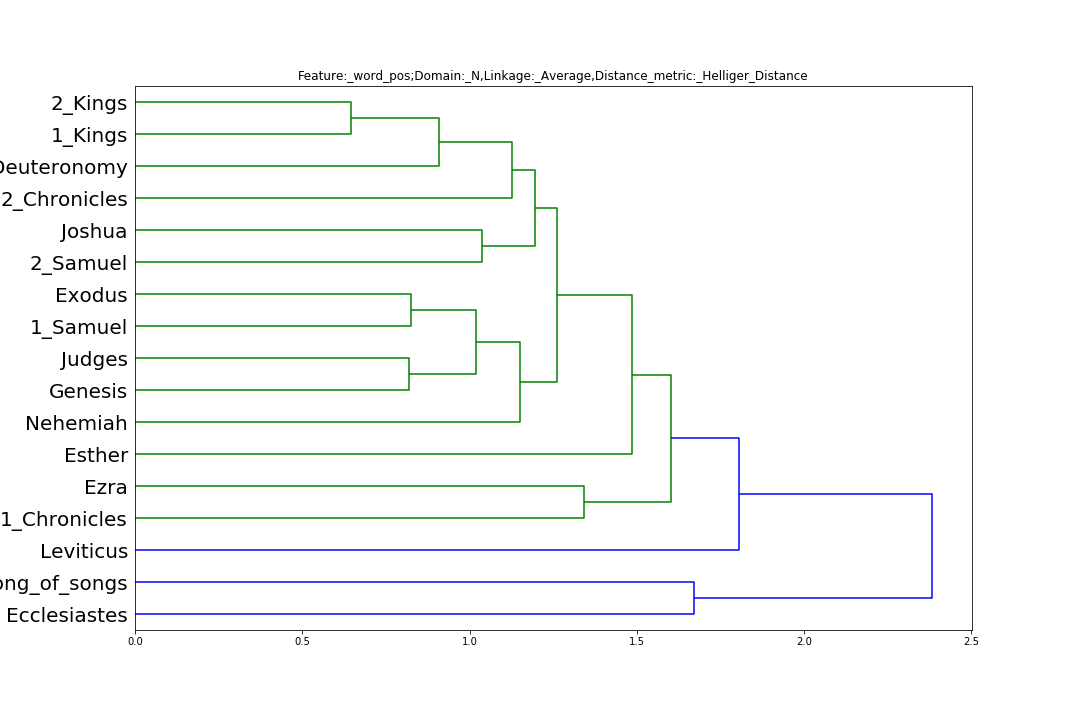 Feature:_word_pos;Domain:_N,Linkage:_Average,Distance_metric:_Helliger_Distance
2_Kings
1_Kings
Deuteronomy
2_Chronicles
Joshua
2_Samuel
Exodus
1_Samuel
Judges
Genesis
Nehemiah
Esther
Ezra
1_Chronicles
Leviticus
ong_of_songs
Ecclesiastes
0.0 0.5 1.0 1.5 2.0 2.5